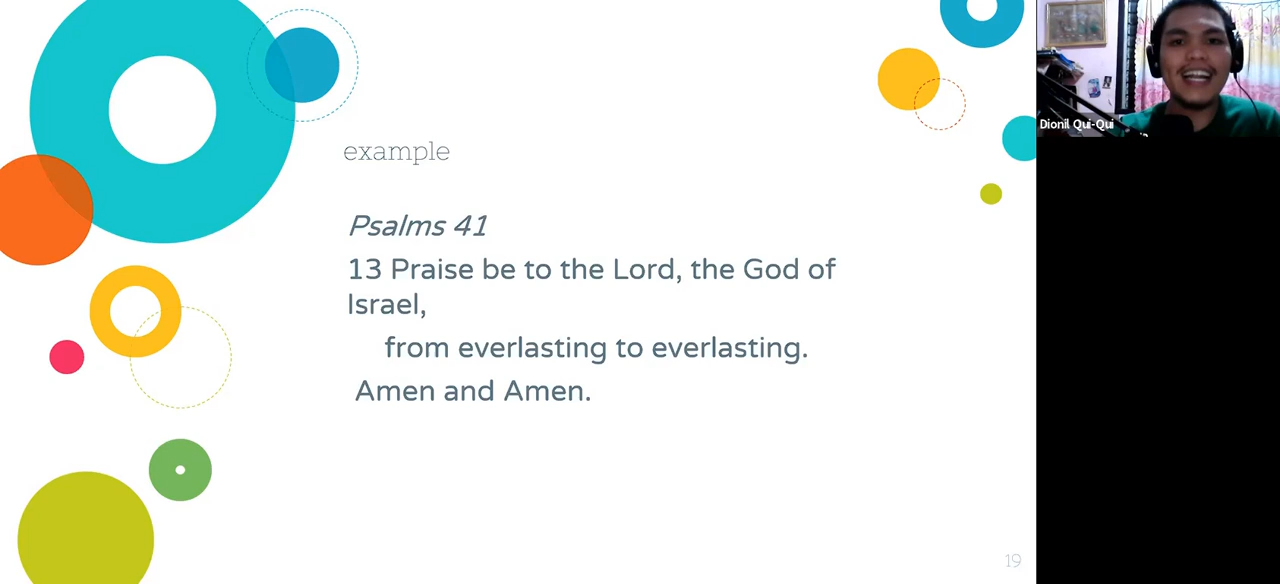 example
Psalms 41
13 Praise be to the Lord, the God of
Israel,
from everlasting to everlasting.
Amen and Amen.
19
Dionil Qui-Qui